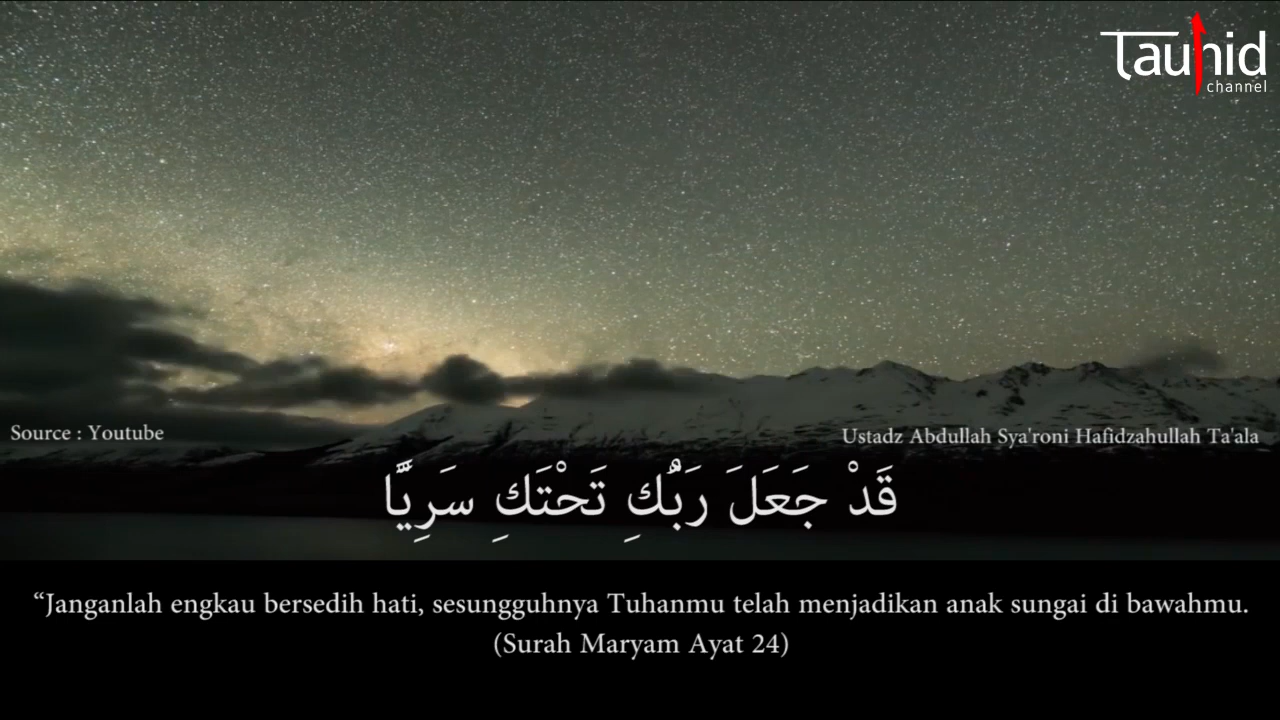 Tauhid
channel
Source : Youtube
Ustadz Abdullah Sya'roni Hafidzahullah Ta'ala
قَدْ جَعَلَ رَبُّكِ تَحْتَكِ سَرِيًّا
“Janganlah engkau bersedih hati, sesungguhnya Tuhanmu telah menjadikan anak sungai di bawahmu.
(Surah Maryam Ayat 24)